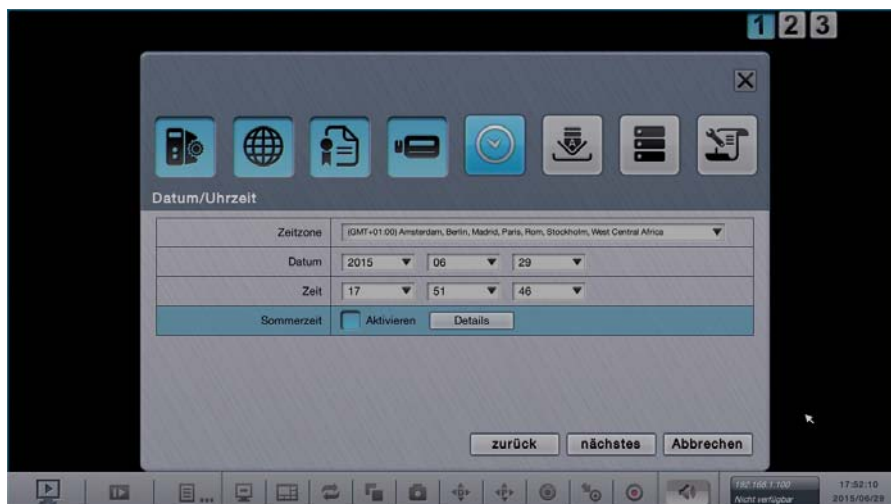 1 2 3
Datum/Uhrzeit
Zeitzone (GMT+01:00) Amsterdam, Berlin, Madrid, Paris, Rom, Stockholm, West Central Africa
Datum 2015 06 29
Zeit 17 51 46
Sommerzeit Aktivieren Details
zurück nächstes Abbrechen
192.168.1.100 17:52:10
Nicht verfügbar 2015/06/29